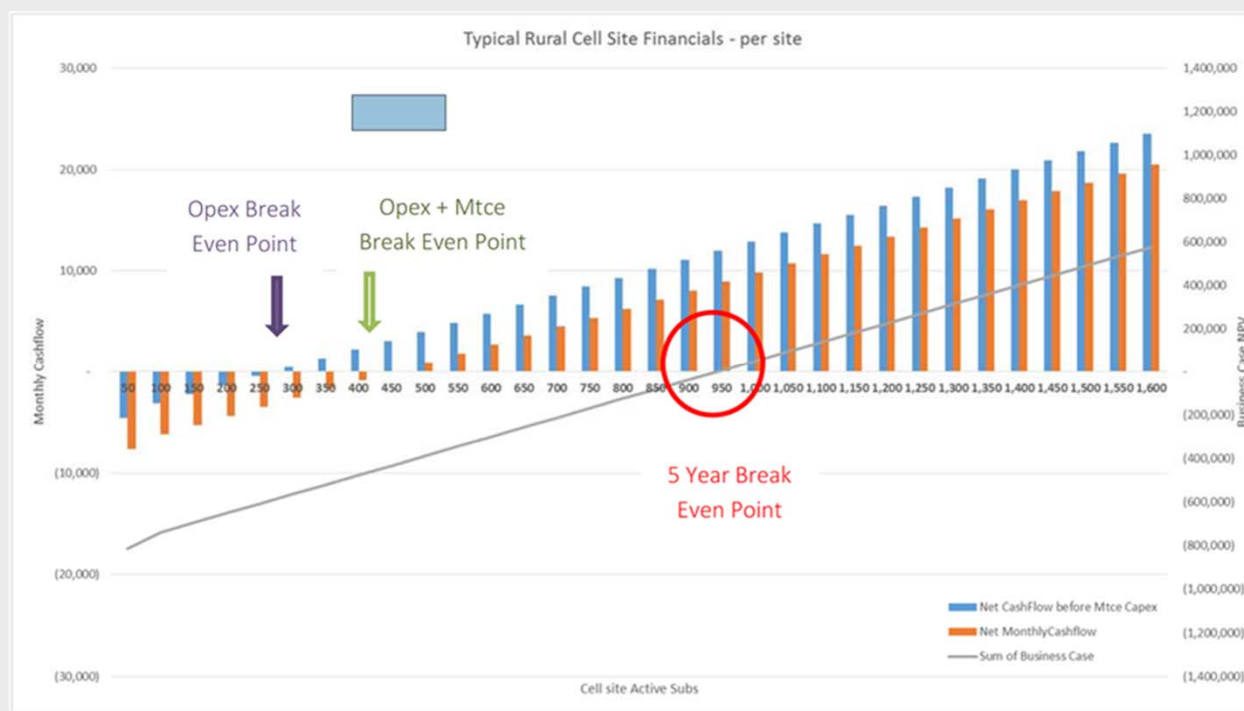 Typical Rural Cell Site Financials - per site
30,000
20,000
10,000
-
(10,000)
(20,000)
(30,000)
Monthly Cashflow
1,400,000
1,200,000
1,000,000
800,000
600,000
400,000
200,000
-
(200,000)
(400,000)
(600,000)
(800,000)
(1,000,000)
(1,200,000)
(1,400,000)
Business Case NPV
Opex Break
Even Point
Opex + Mtce
Break Even Point
50 100 150 200 250 300 350 400 450 500 550 600 650 700 750 800 850 900 950 1,000 1,050 1,100 1,150 1,200 1,250 1,300 1,350 1,400 1,450 1,500 1,550 1,600
5 Year Break
Even Point
Net CashFlow before Mtce Capex
Net MonthlyCashflow
Sum of Business Case
Cell site Active Subs